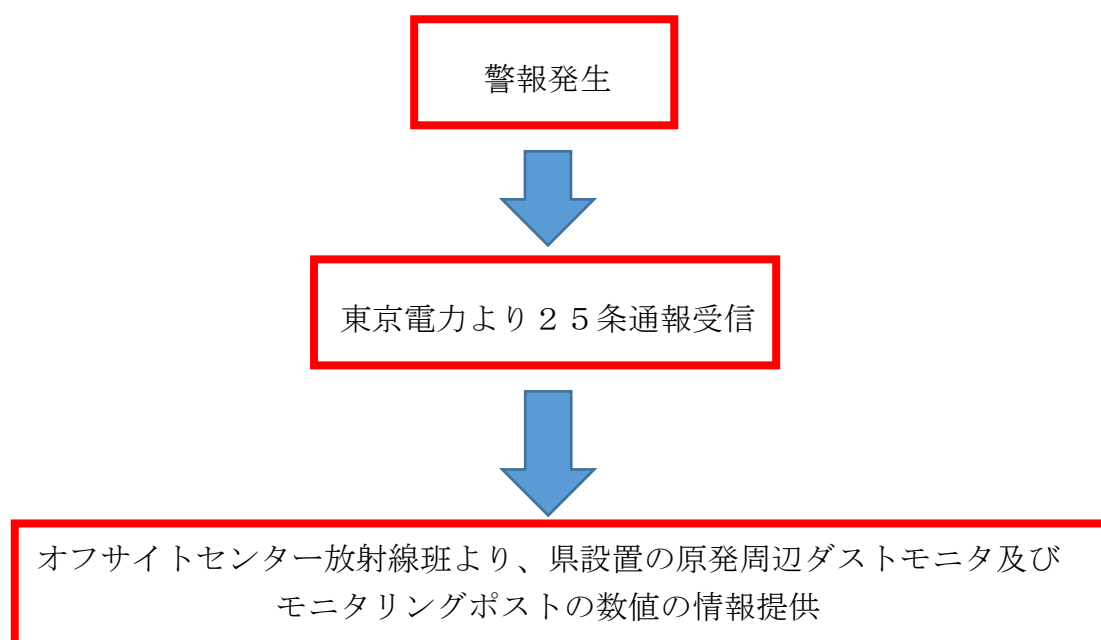 警報発生
東京電力より２５条通報受信
オフサイトセンター放射線班より、県設置の原発周辺ダストモニタ及び
モニタリングポストの数値の情報提供